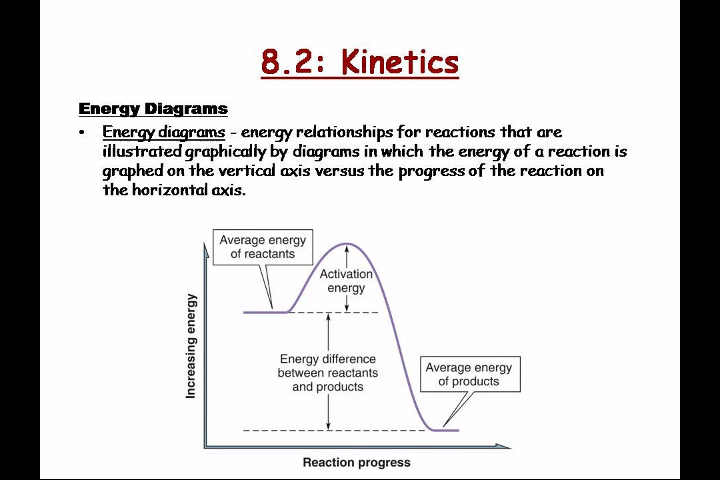 8.2: Kinetics
Energy Diagrams
• Energy diagrams - energy relationships for reactions that are
illustrated graphically by diagrams in which the energy of a reaction is
graphed on the vertical axis versus the progress of the reaction on
the horizontal axis.
Average energy
of reactants
Activation
energy
Increasing energy
Energy difference
between reactants
and products
Average energy
of products
Reaction progress